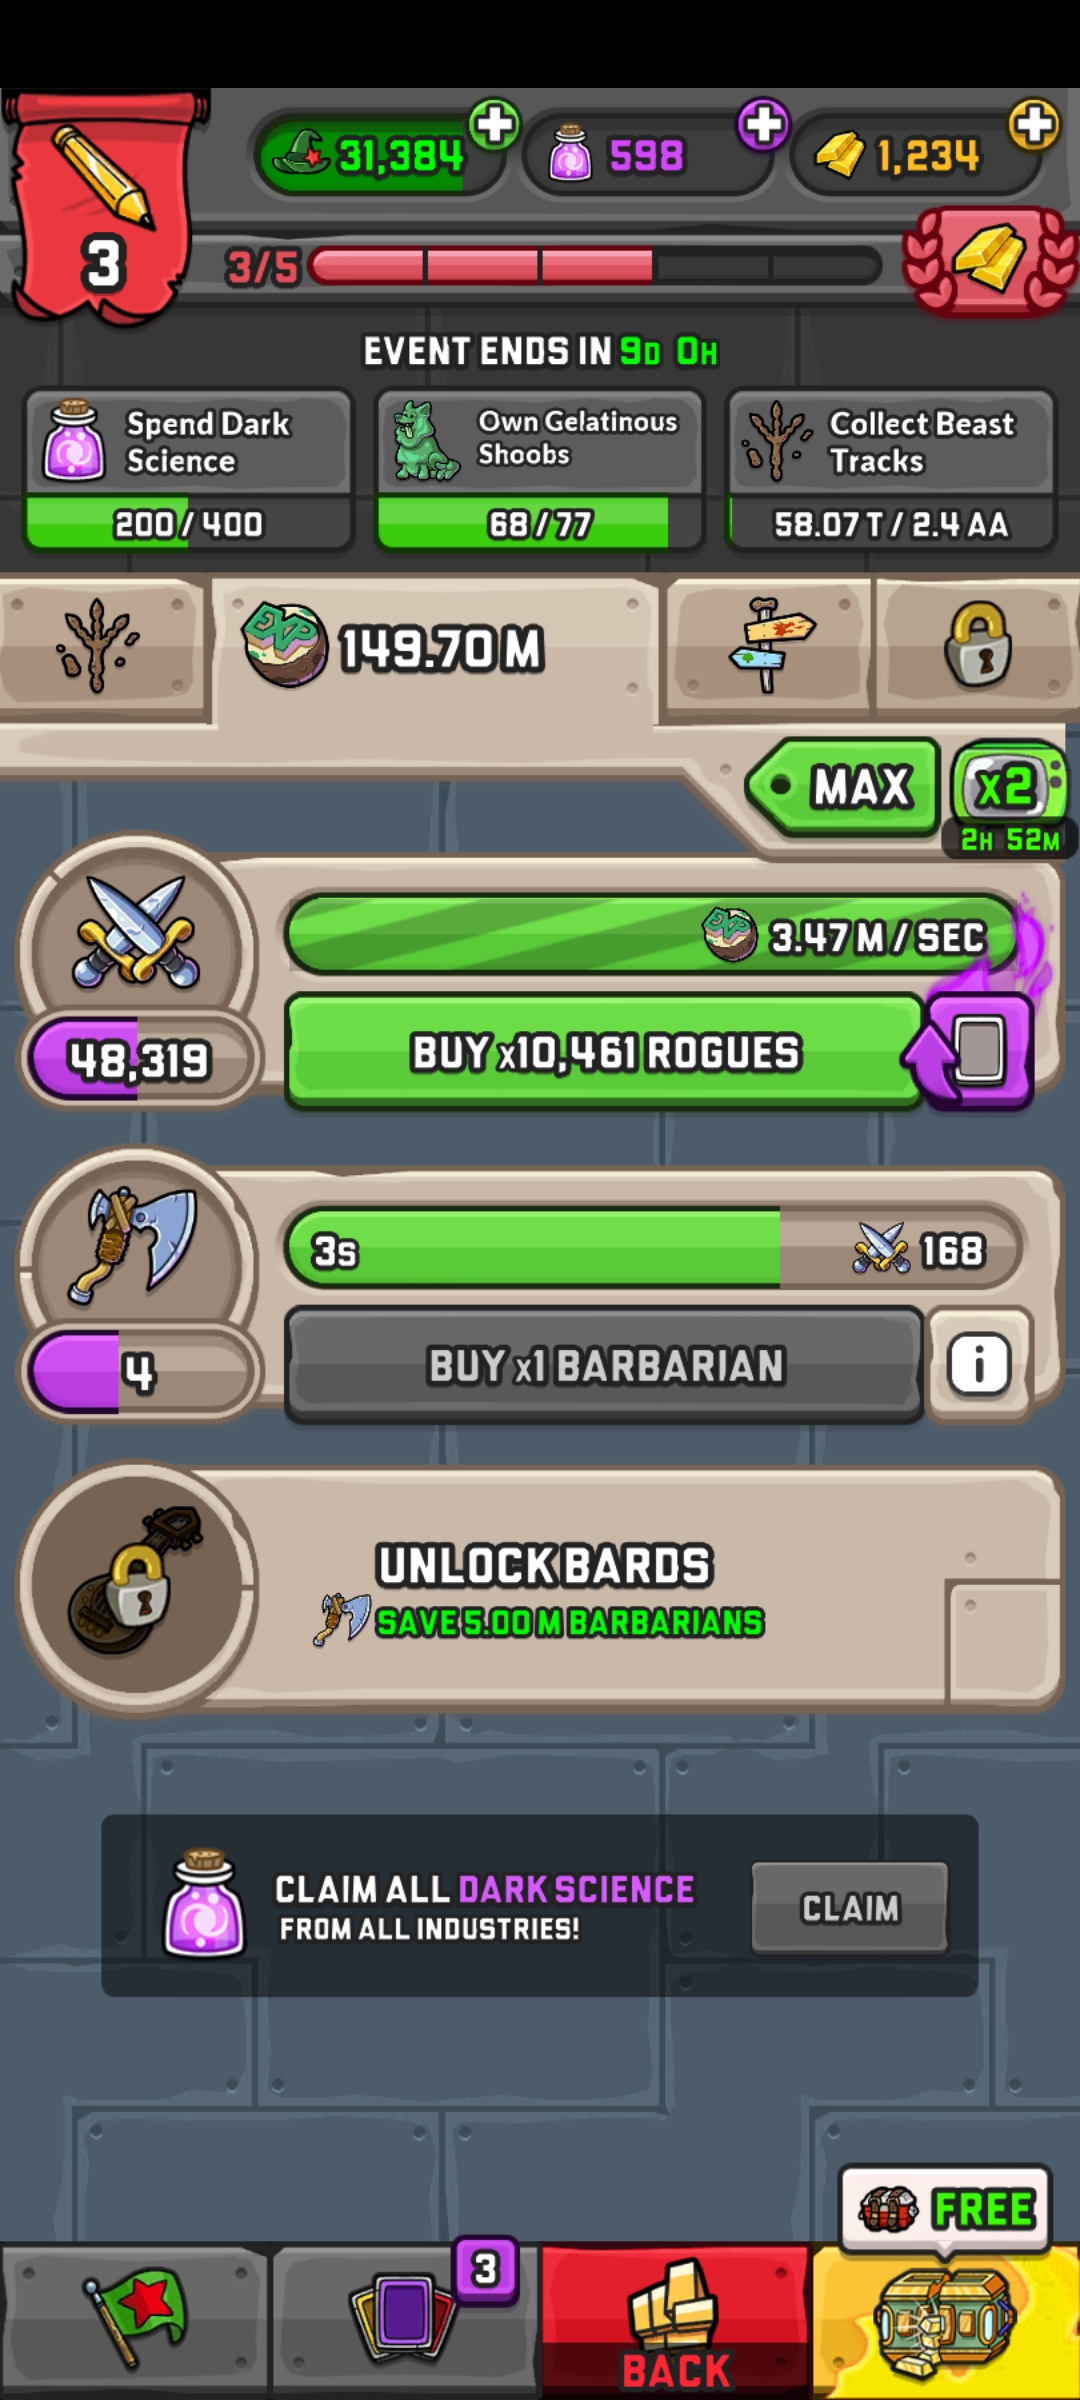 31,384
598
1,234
3
3/5
EVENT ENDS IN 9D 0H
Spend Dark
Science
200 / 400
Own Gelatinous
Shoobs
68 / 77
Collect Beast
Tracks
58.07 T / 2.4 AA
EXP
149.70 M
MAX
x2
2H 52M
EXP
3.47 M / SEC
48,319
BUY x10,461 ROGUES
3s
168
4
BUY x1 BARBARIAN
i
UNLOCK BARDS
SAVE 5.00 M BARBARIANS
CLAIM ALL DARK SCIENCE
FROM ALL INDUSTRIES!
CLAIM
FREE
3
BACK